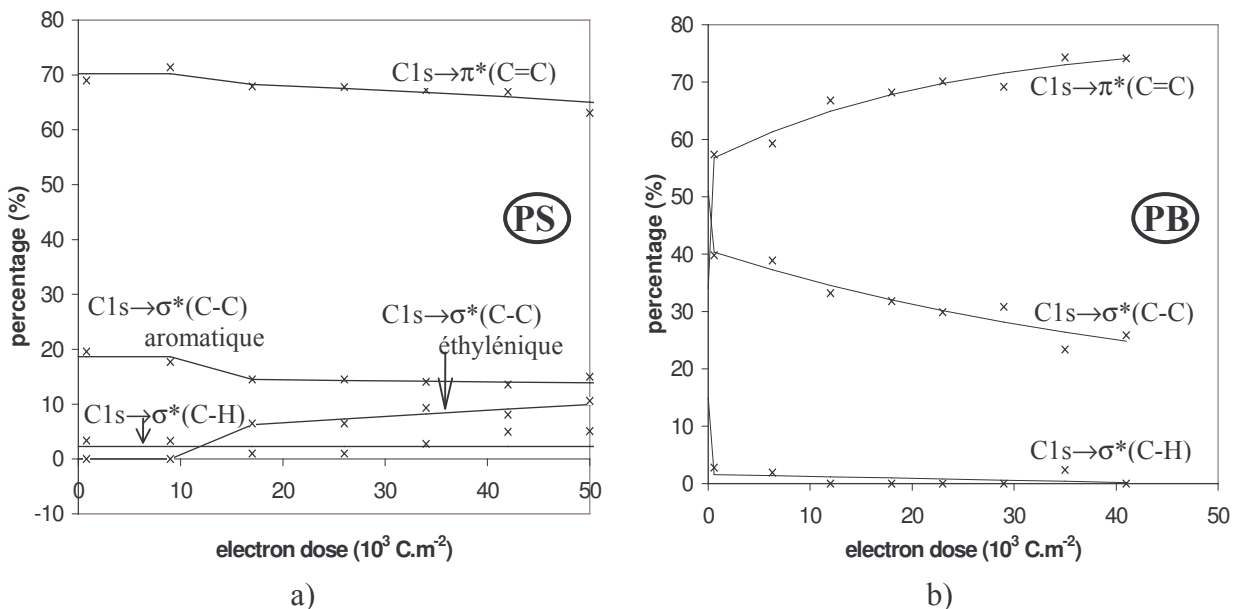 80
70
60
50
40
30
20
10
0
-10
percentage (%)
C1s→π*(C=C)
PS
C1s→σ*(C-C)
aromatique
C1s→σ*(C-C)
éthylénique
C1s→σ*(C-H)
0 10 20 30 40 50
electron dose (10³ C.m⁻²)
a)
80
70
60
50
40
30
20
10
0
percentage (%)
C1s→π*(C=C)
PB
C1s→σ*(C-C)
C1s→σ*(C-H)
0 10 20 30 40 50
electron dose (10³ C.m⁻²)
b)